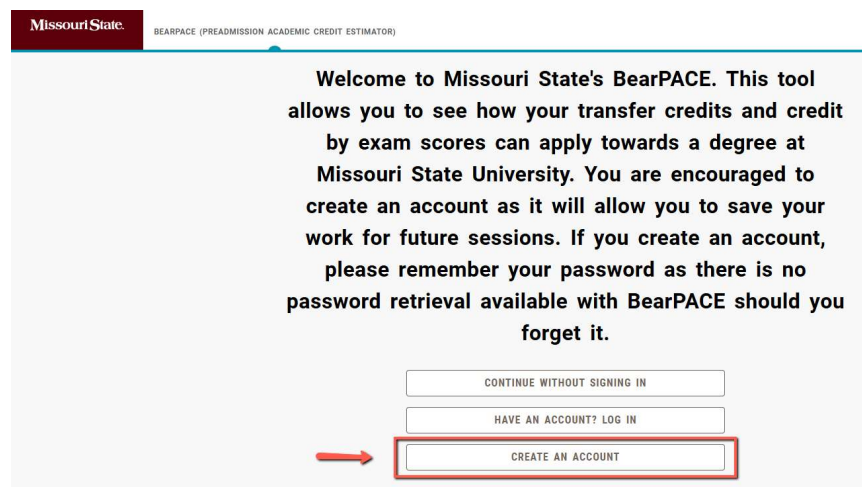 Missouri State.
BEARPACE (PREADMISSION ACADEMIC CREDIT ESTIMATOR)
Welcome to Missouri State's BearPACE. This tool
allows you to see how your transfer credits and credit
by exam scores can apply towards a degree at
Missouri State University. You are encouraged to
create an account as it will allow you to save your
work for future sessions. If you create an account,
please remember your password as there is no
password retrieval available with BearPACE should you
forget it.
CONTINUE WITHOUT SIGNING IN
HAVE AN ACCOUNT? LOG IN
CREATE AN ACCOUNT